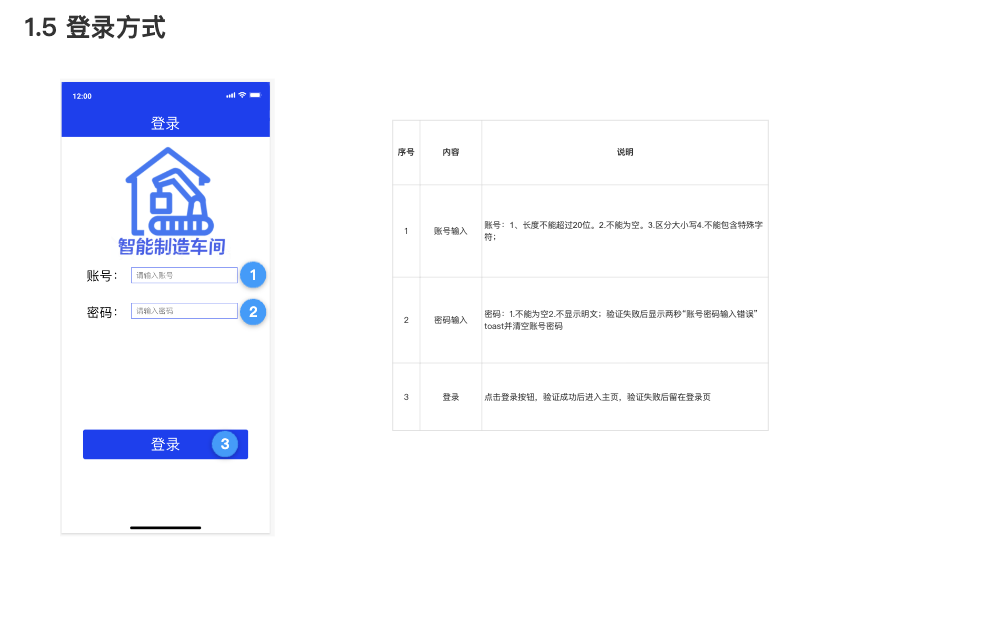 1.5 登录方式
12:00
登录
智能制造车间
账号： 请输入账号 1
密码： 请输入密码 2
登录 3
序号 内容 说明
1 账号输入 账号：1、长度不能超过20位。2.不能为空。3.区分大小写4.不能包含特殊字
符；
2 密码输入 密码：1.不能为空2.不显示明文；验证失败后显示两秒“账号密码输入错误”
toast并清空账号密码
3 登录 点击登录按钮，验证成功后进入主页，验证失败后留在登录页